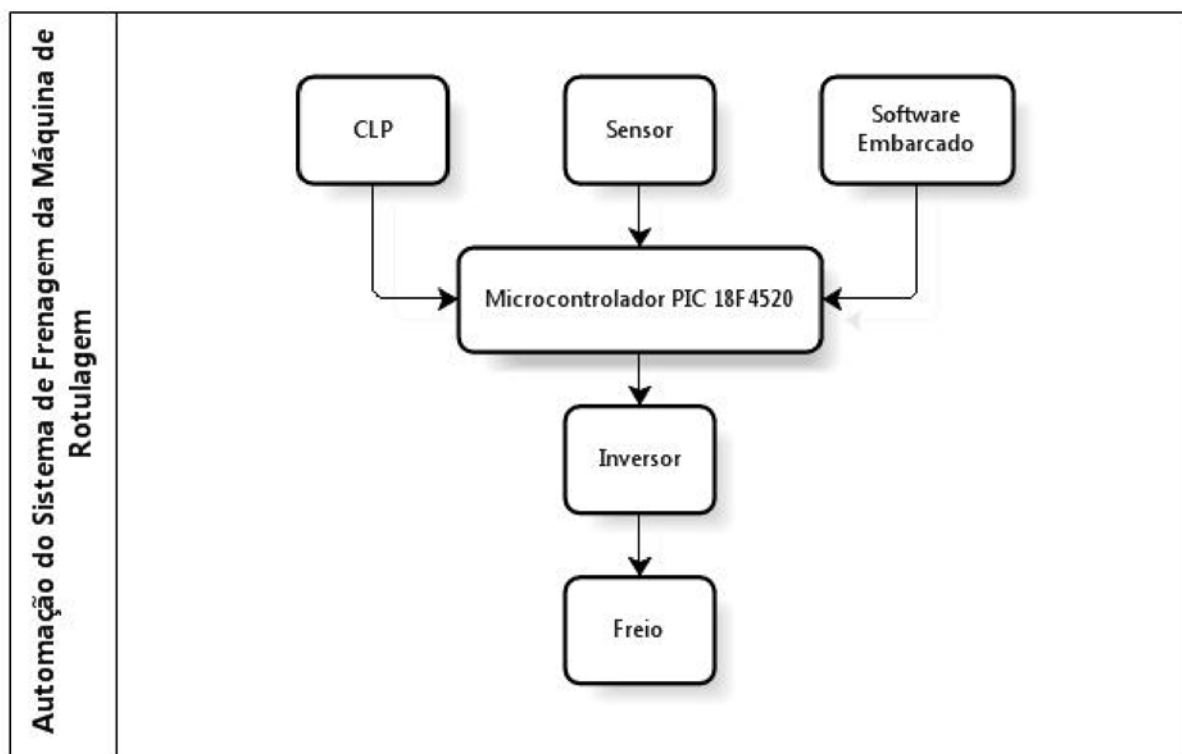 Automação do Sistema de Frenagem da Máquina de
Rotulagem
CLP
Sensor
Software
Embarcado
Microcontrolador PIC 18F4520
Inversor
Freio